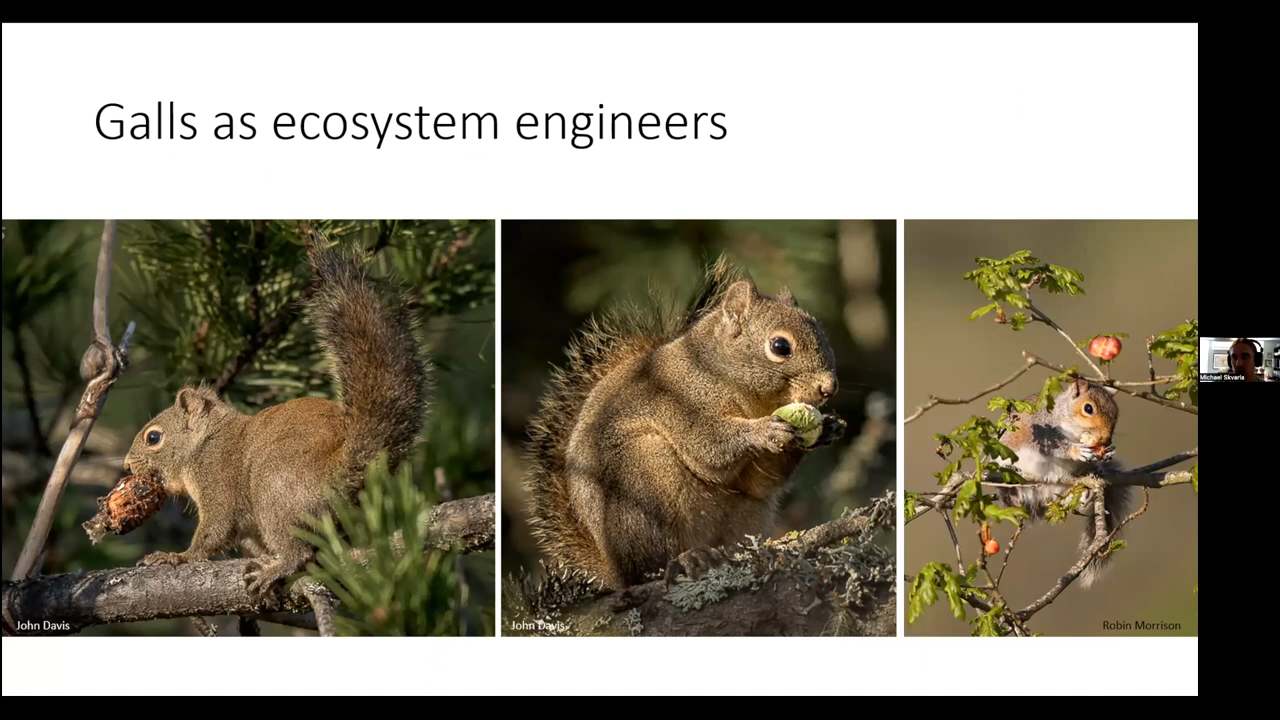 Galls as ecosystem engineers
John Davis
John Davis
Robin Morrison
Michael Skvarla